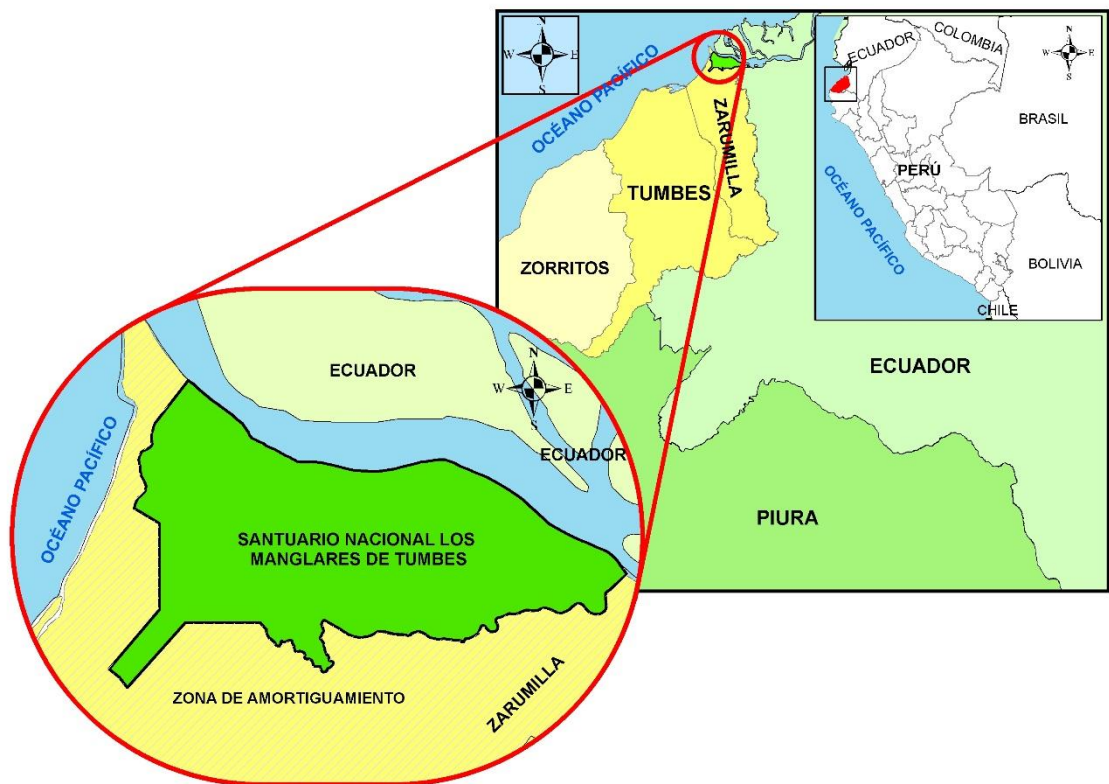 N
W
E
S
OCÉANO PACÍFICO
ZARUMILLA
TUMBES
ZORRITOS
ECUADOR
PIURA
ECUADOR
COLOMBIA
N
W
E
S
BRASIL
PERÚ
OCÉANO PACÍFICO
BOLIVIA
CHILE
ECUADOR
N
W
E
S
ECUADOR
OCÉANO PACÍFICO
SANTUARIO NACIONAL LOS
MANGLARES DE TUMBES
ZONA DE AMORTIGUAMIENTO
ZARUMILLA